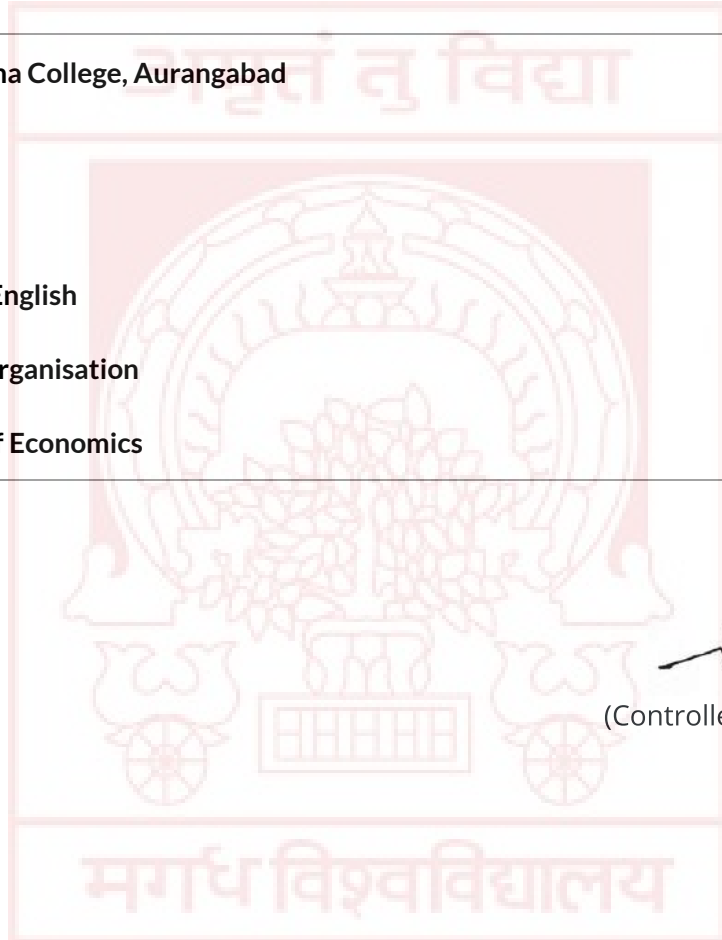 अमृतं तु विद्या
na College, Aurangabad
English
rganisation
f Economics
(Controlle
मगध विश्वविद्यालय